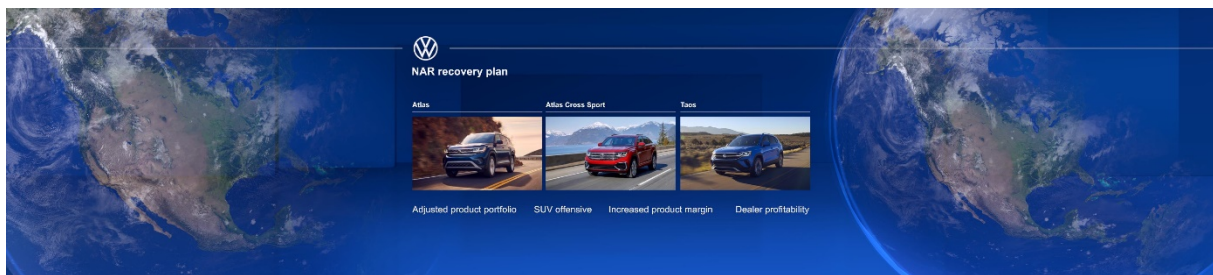 NAR recovery plan
Atlas
Atlas Cross Sport
Taos
Adjusted product portfolio
SUV offensive
Increased product margin
Dealer profitability